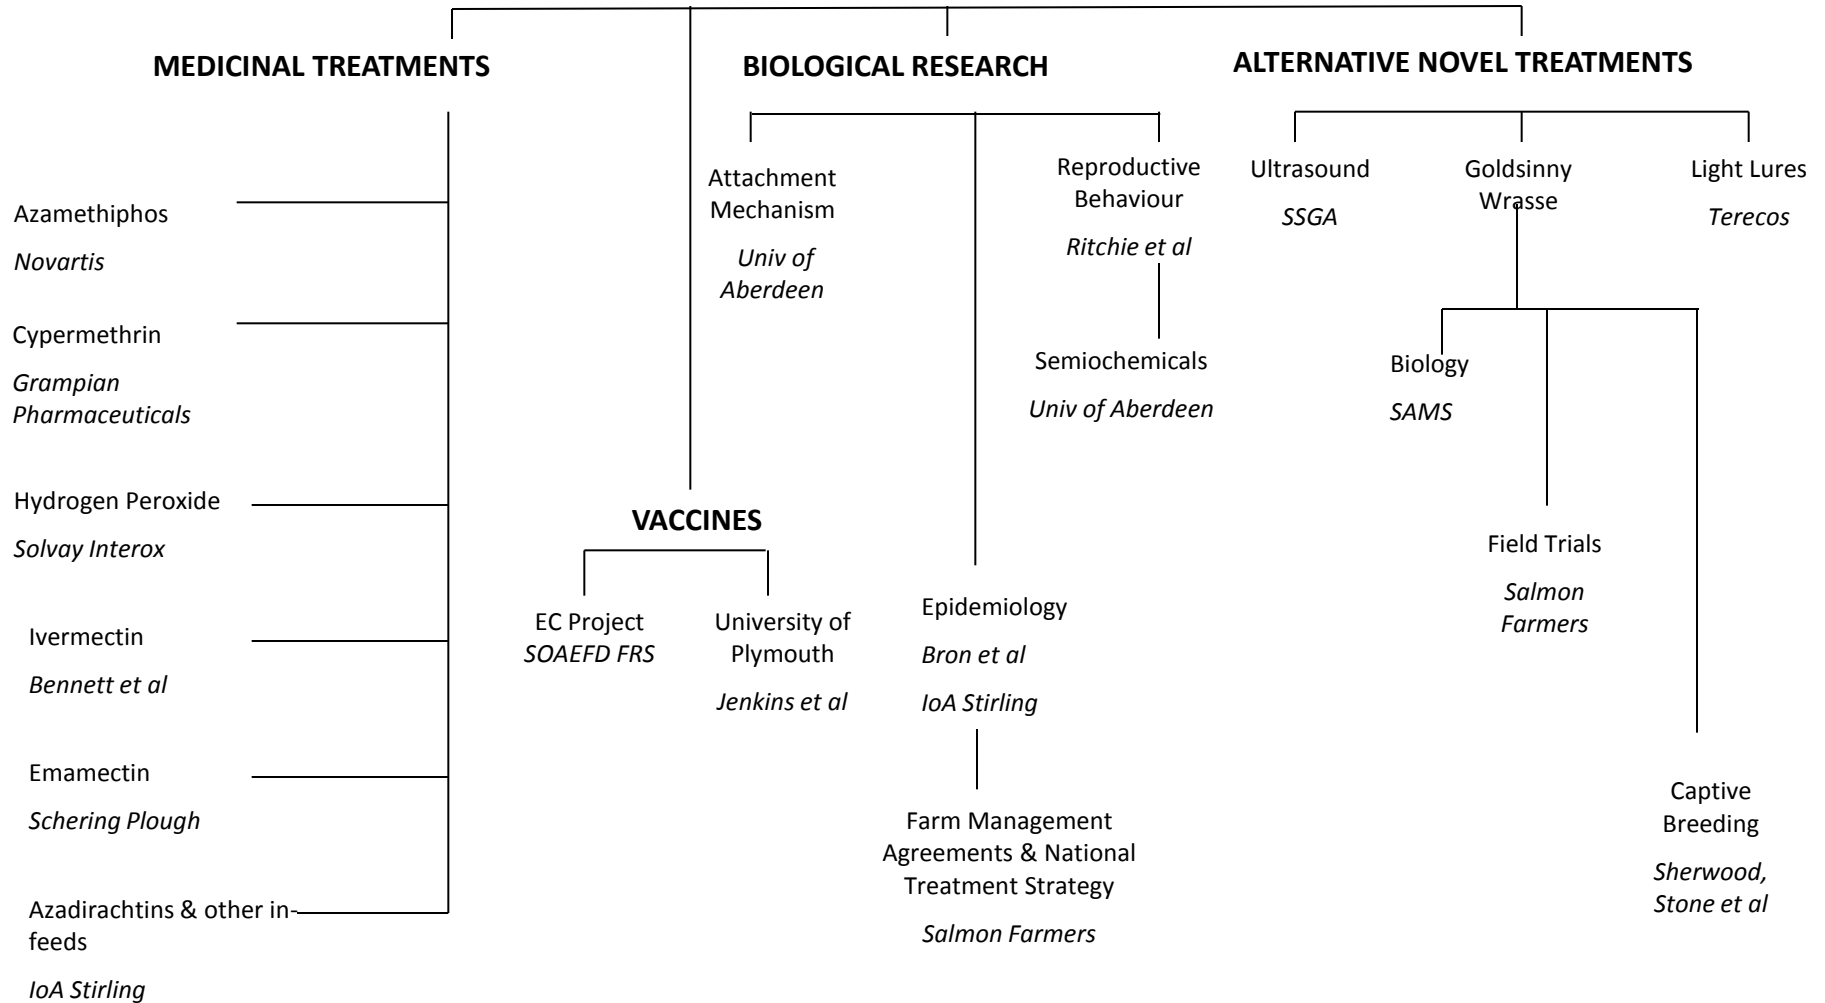 MEDICINAL TREATMENTS
Azamethiphos
Novartis
Cypermethrin
Grampian
Pharmaceuticals
Hydrogen Peroxide
Solvay Interox
Ivermectin
Bennett et al
Emamectin
Schering Plough
Azadirachtins & other in-
feeds
IoA Stirling
VACCINES
EC Project
SOAEFD FRS
University of
Plymouth
Jenkins et al
BIOLOGICAL RESEARCH
Attachment
Mechanism
Univ of
Aberdeen
Epidemiology
Bron et al
IoA Stirling
Farm Management
Agreements & National
Treatment Strategy
Salmon Farmers
Reproductive
Behaviour
Ritchie et al
Semiochemicals
Univ of Aberdeen
ALTERNATIVE NOVEL TREATMENTS
Ultrasound
SSGA
Goldsinny
Wrasse
Biology
SAMS
Field Trials
Salmon
Farmers
Captive
Breeding
Sherwood,
Stone et al
Light Lures
Terecos